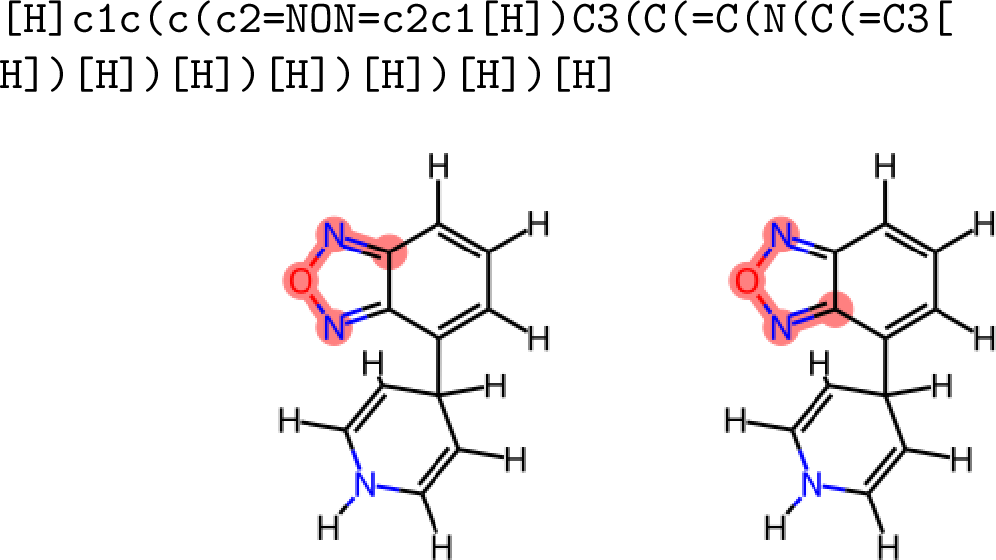 [H]c1c(c(c2=NON=c2c1[H])C3(C(=C(N(C(=C3[
H])[H])[H])[H])[H])[H])[H]
H H
N H N H
O O
N H N H
H H H H
H H
H H
N N
H H
H H